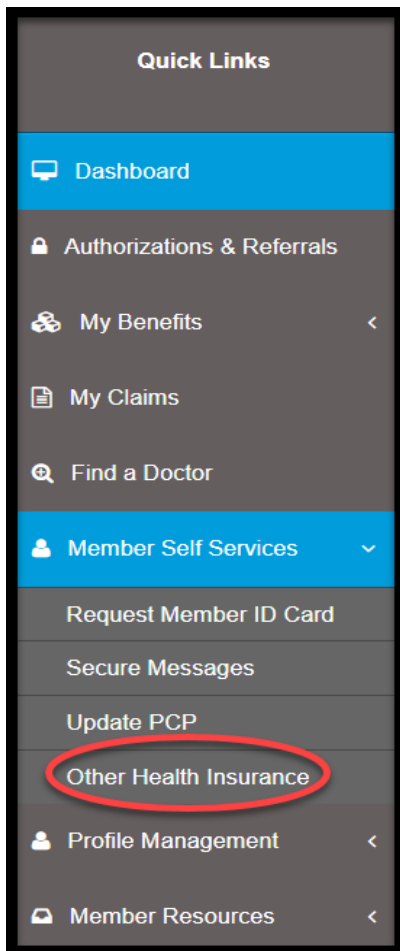 Quick Links
Dashboard
Authorizations & Referrals
My Benefits
My Claims
Find a Doctor
Member Self Services
Request Member ID Card
Secure Messages
Update PCP
Other Health Insurance
Profile Management
Member Resources